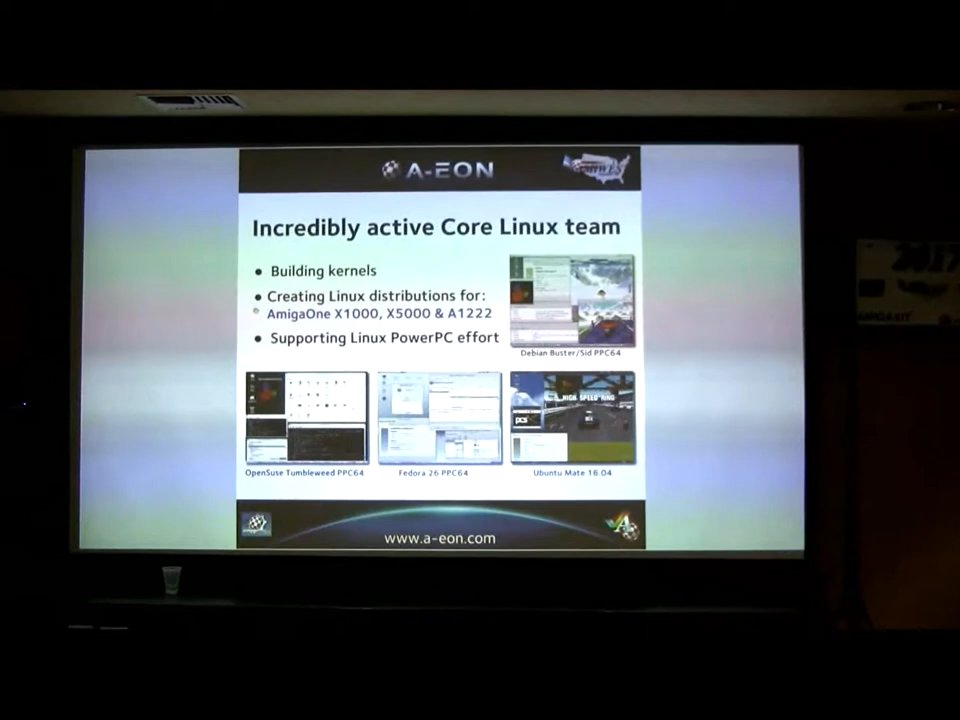 A-EON
Incredibly active Core Linux team
● Building kernels
● Creating Linux distributions for:
AmigaOne X1000, X5000 & A1222
● Supporting Linux PowerPC effort
Debian Buster/Sid PPC64
HIGH SPEED RING
OpenSuse Tumbleweed PPC64
Fedora 26 PPC64
Ubuntu Mate 16.04
www.a-eon.com
2017